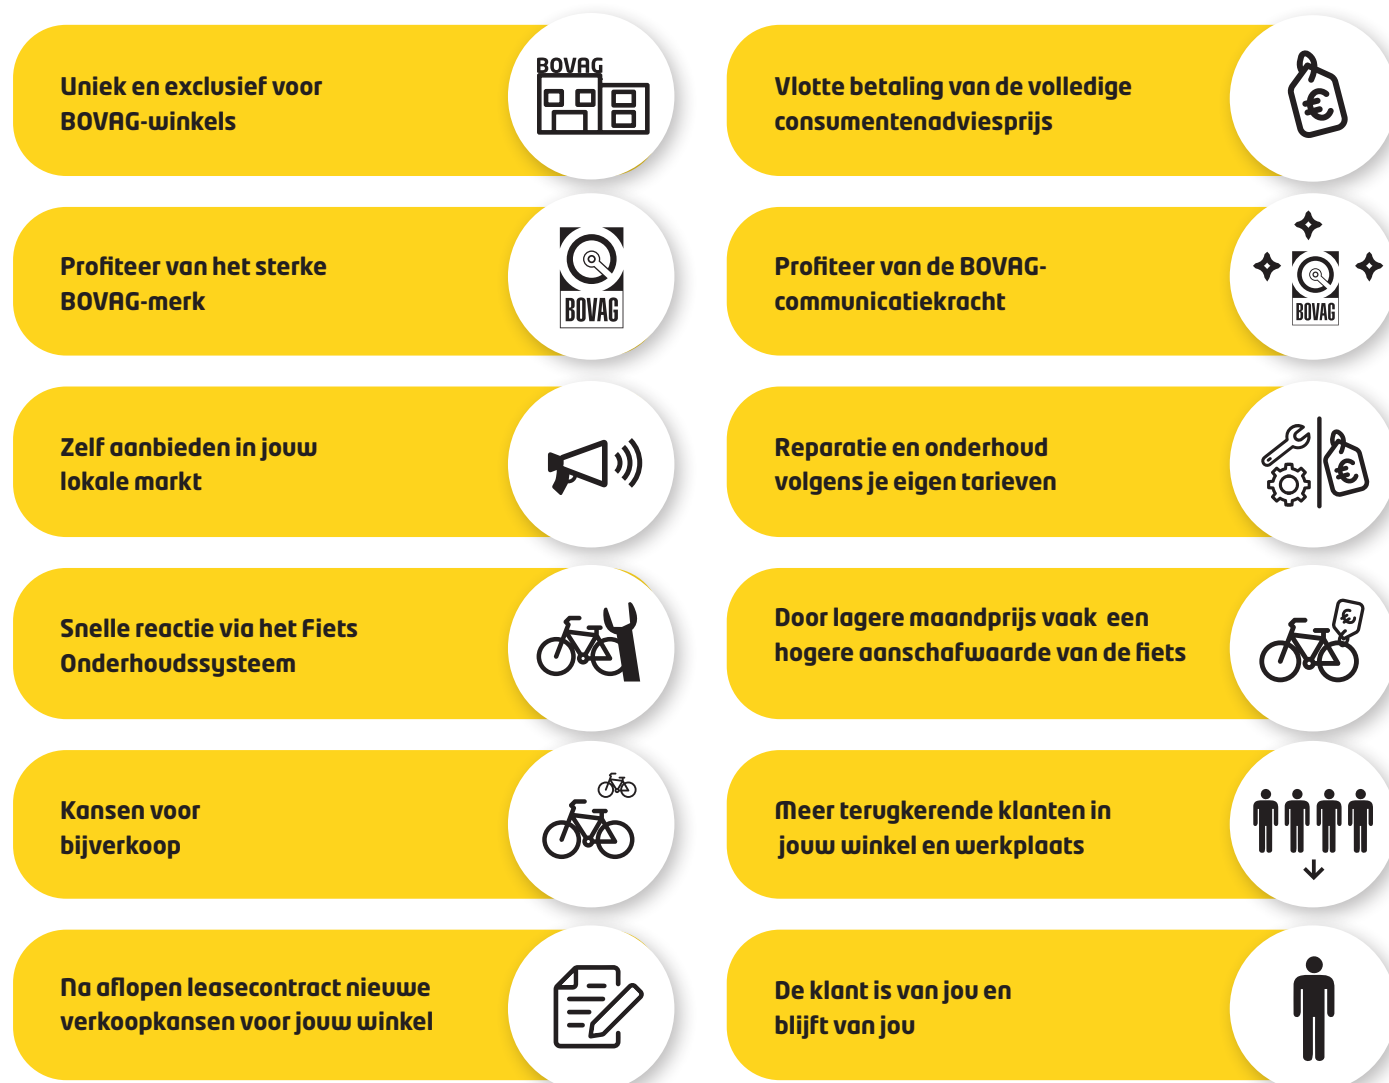 Uniek en exclusief voor
BOVAG-winkels
BOVAG
Vlotte betaling van de volledige
consumentenadviesprijs
€
Profiteer van het sterke
BOVAG-merk
BOVAG
Profiteer van de BOVAG-
communicatiekracht
BOVAG
Zelf aanbieden in jouw
lokale markt
Reparatie en onderhoud
volgens je eigen tarieven
€
Snelle reactie via het Fiets
Onderhoudssysteem
Door lagere maandprijs vaak een
hogere aanschafwaarde van de fiets
€
Kansen voor
bijverkoop
Meer terugkerende klanten in
jouw winkel en werkplaats
Na aflopen leasecontract nieuwe
verkoopkansen voor jouw winkel
De klant is van jou en
blijft van jou